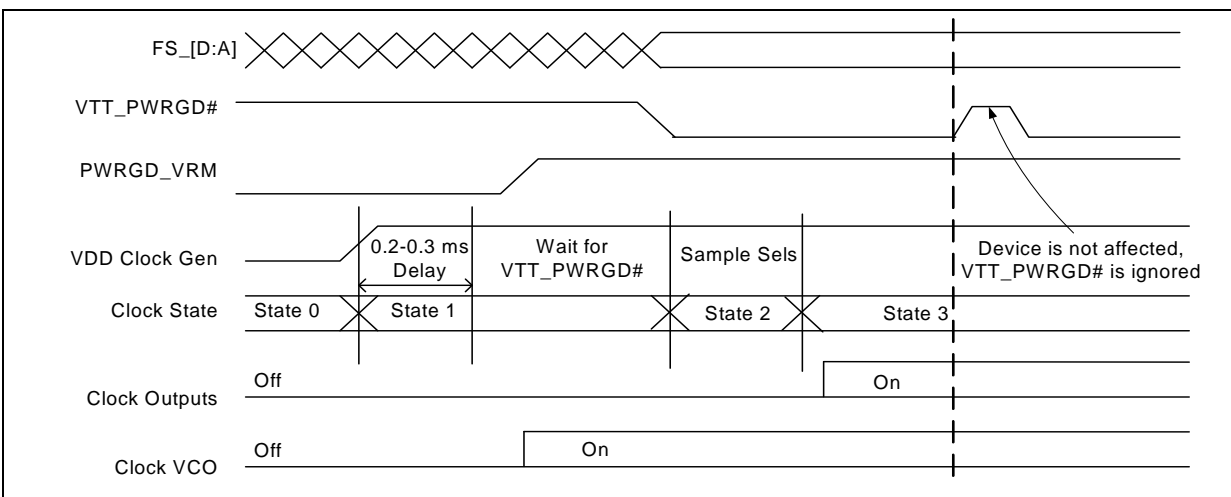 FS_[D:A]
VTT_PWRGD#
PWRGD_VRM
VDD Clock Gen
0.2-0.3 ms
Delay
Wait for
VTT_PWRGD#
Sample Sels
Device is not affected,
VTT_PWRGD# is ignored
Clock State
State 0
State 1
State 2
State 3
Clock Outputs
Off
On
Clock VCO
Off
On